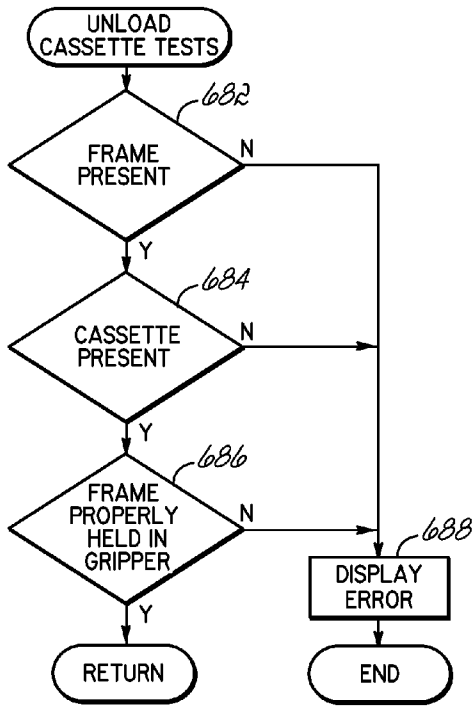 UNLOAD
CASSETTE TESTS
682
FRAME
PRESENT
N
Y
684
CASSETTE
PRESENT
N
Y
686
FRAME
PROPERLY
HELD IN
GRIPPER
N
Y
688
DISPLAY
ERROR
RETURN
END